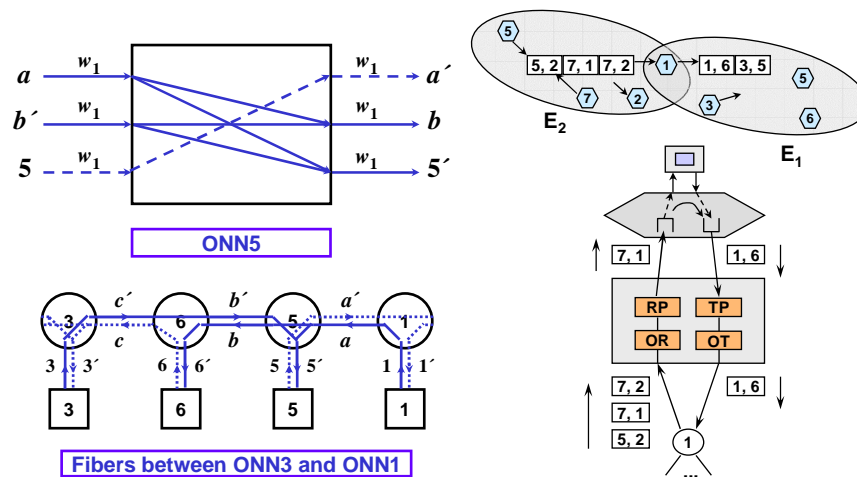 w1 w1
a a′
w1 w1
b′ b
w1 w1
5 5′
ONN5
c′ b′ a′
3 6 5 1
c b a
3 3′ 6 6′ 5 5′ 1 1′
3 6 5 1
Fibers between ONN3 and ONN1
5
5, 2 7, 1 7, 2 1 1, 6 3, 5
5
7 2 3
6
E2
E1
7, 1 1, 6
RP TP
OR OT
7, 2 1, 6
7, 1
5, 2
1
...